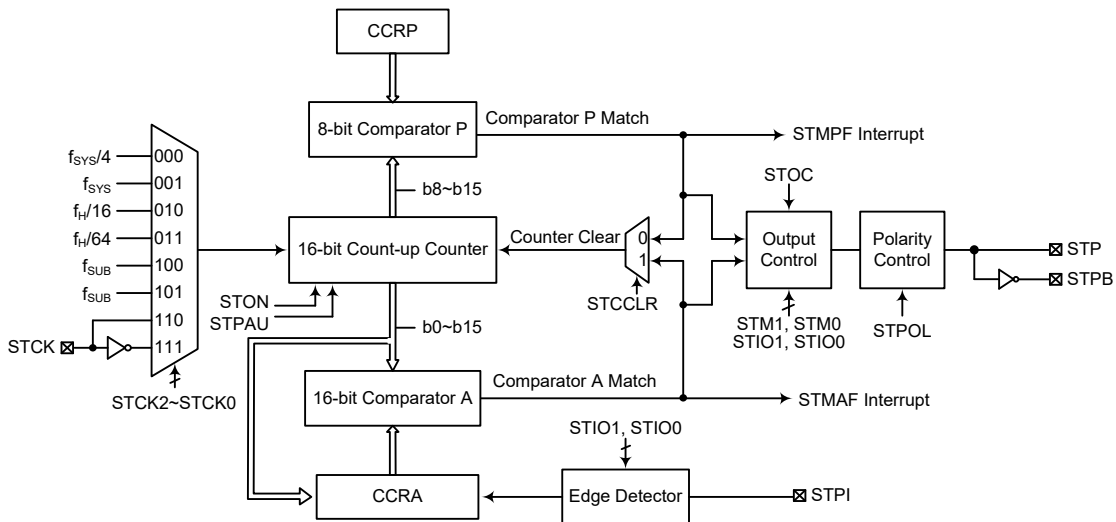 CCRP
8-bit Comparator P
Comparator P Match
STMPF Interrupt
b8~b15
fSYS/4
000
fSYS
001
fH/16
010
fH/64
011
fSUB
100
fSUB
101
110
STCK
111
STCK2~STCK0
16-bit Count-up Counter
Counter Clear
0
1
STCCLR
STON
STPAU
b0~b15
STOC
Output
Control
STM1, STM0
STIO1, STIO0
Polarity
Control
STPOL
STP
STPB
16-bit Comparator A
Comparator A Match
STMAF Interrupt
STIO1, STIO0
CCRA
Edge Detector
STPI